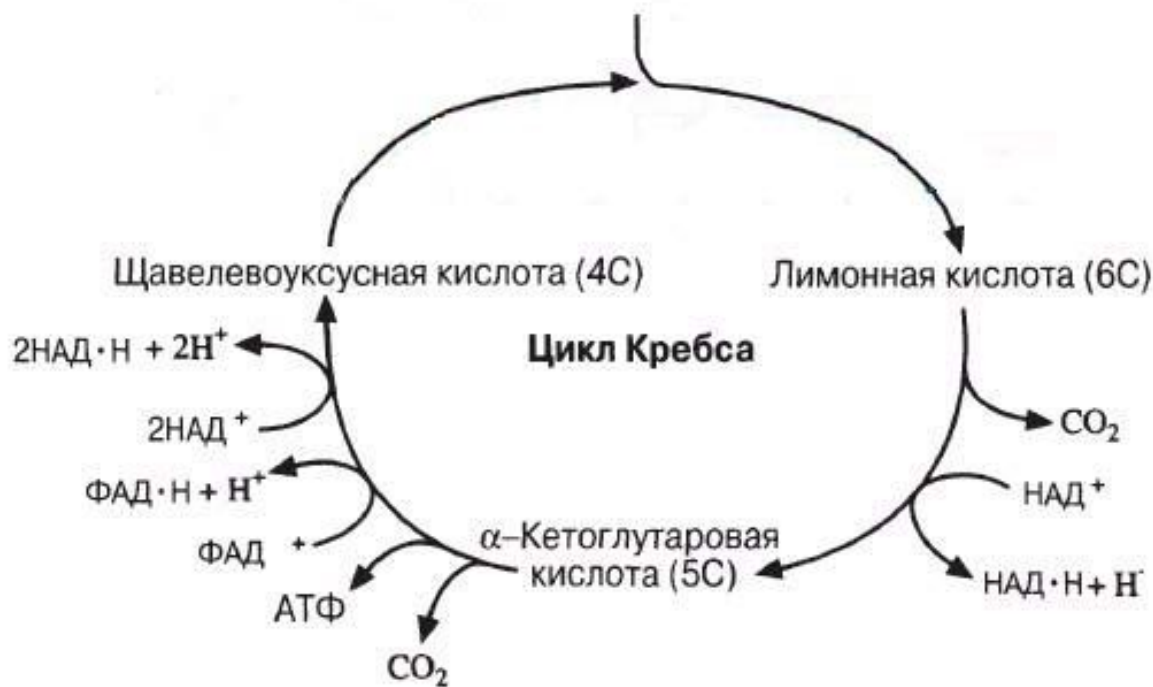 Щавелевоуксусная кислота (4С)
Лимонная кислота (6С)
2НАД·Н + 2H⁺
Цикл Кребса
2НАД⁺
CO₂
ФАД·Н + H⁺
НАД⁺
ФАД ⁺
α–Кетоглутаровая
кислота (5С)
НАД·Н + H⁻
АТФ
CO₂